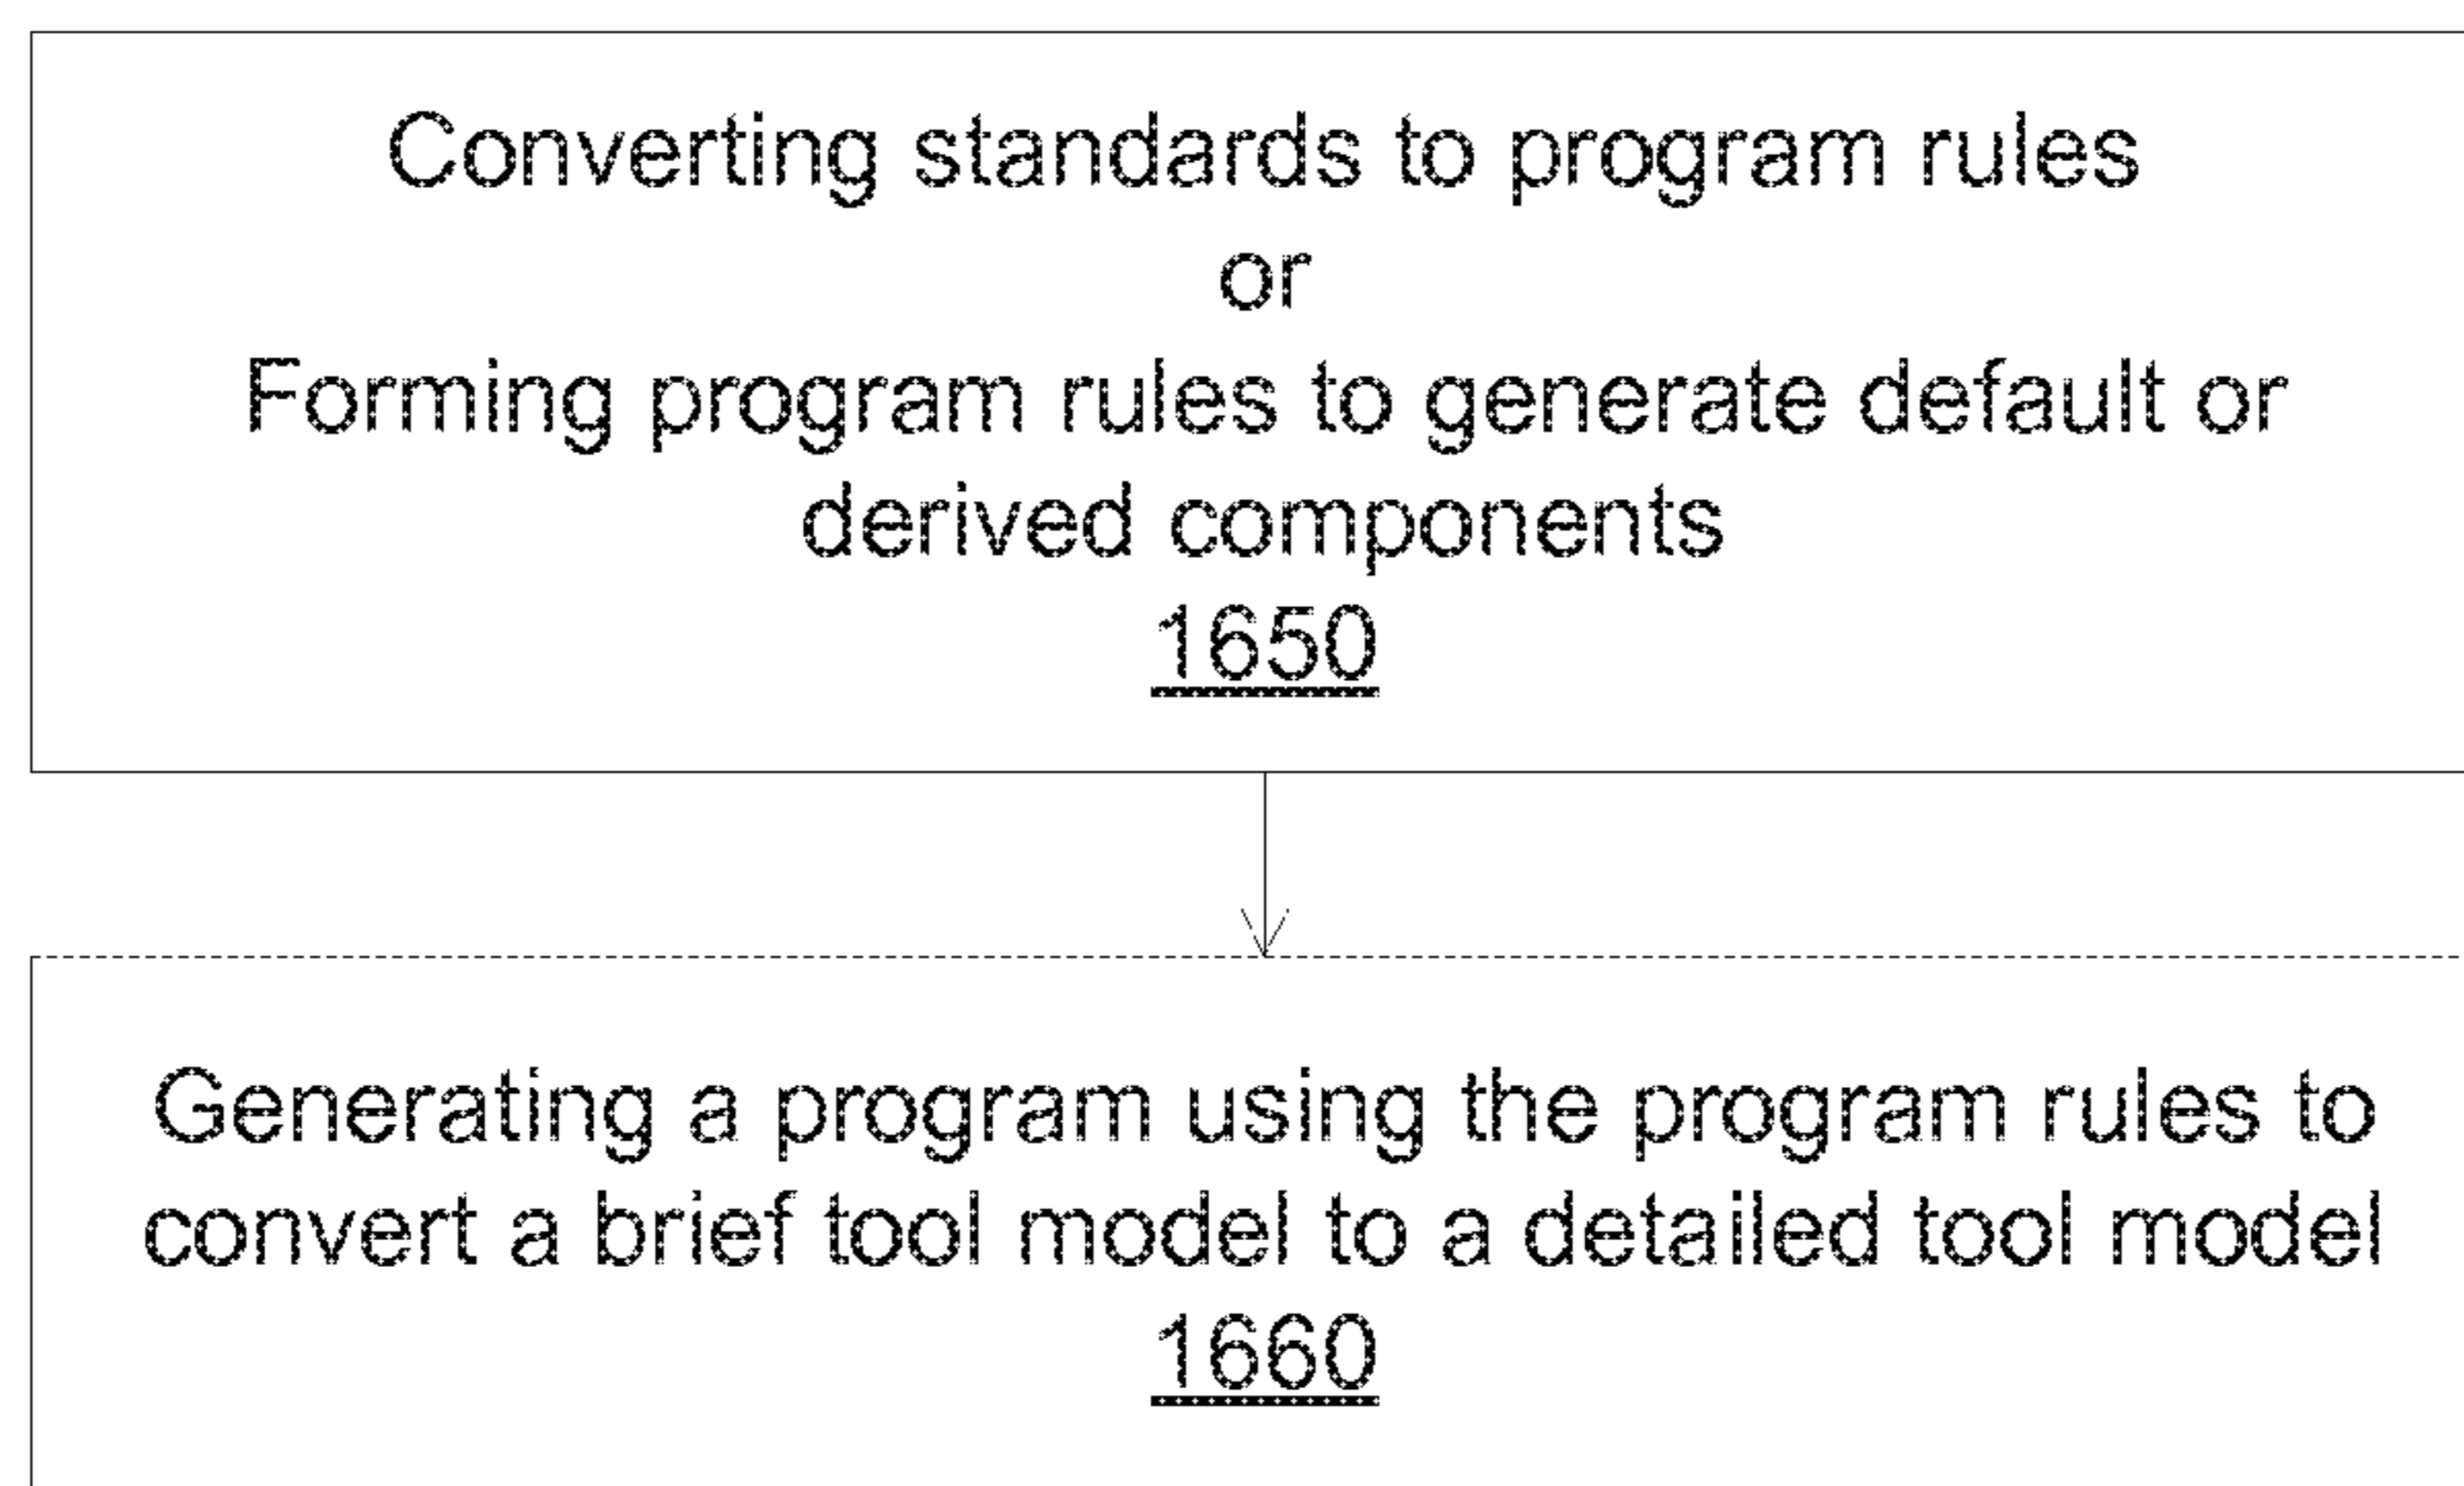 Converting standards to program rules
or
Forming program rules to generate default or
derived components
1650
Generating a program using the program rules to
convert a brief tool model to a detailed tool model
1660